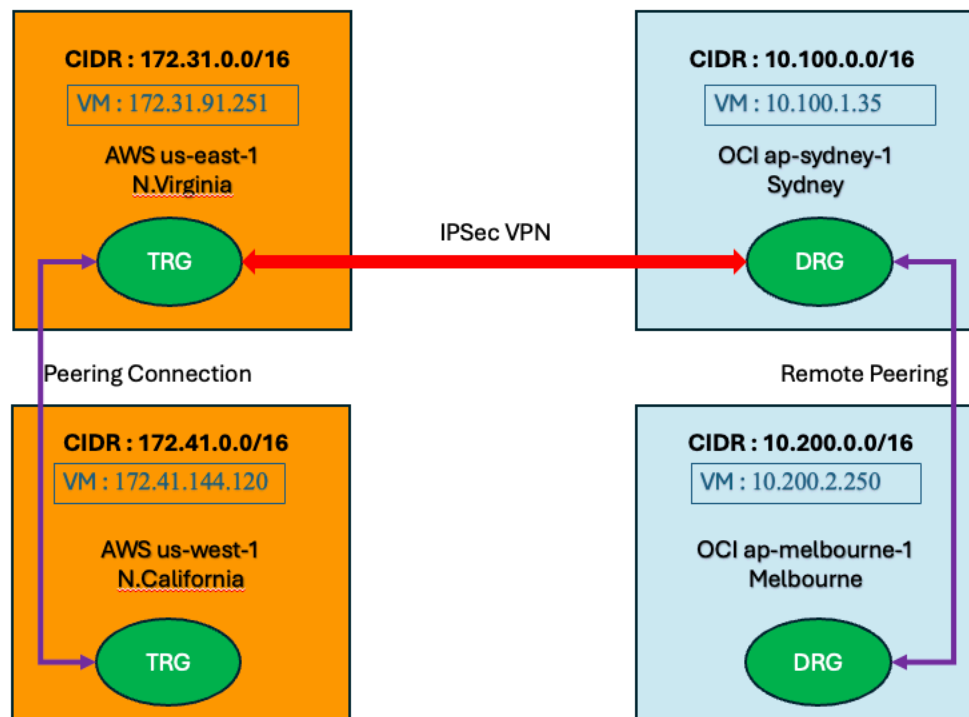 CIDR : 172.31.0.0/16
VM : 172.31.91.251
AWS us-east-1
N.Virginia
TRG
CIDR : 10.100.0.0/16
VM : 10.100.1.35
OCI ap-sydney-1
Sydney
DRG
IPSec VPN
Peering Connection
Remote Peering
CIDR : 172.41.0.0/16
VM : 172.41.144.120
AWS us-west-1
N.California
TRG
CIDR : 10.200.0.0/16
VM : 10.200.2.250
OCI ap-melbourne-1
Melbourne
DRG